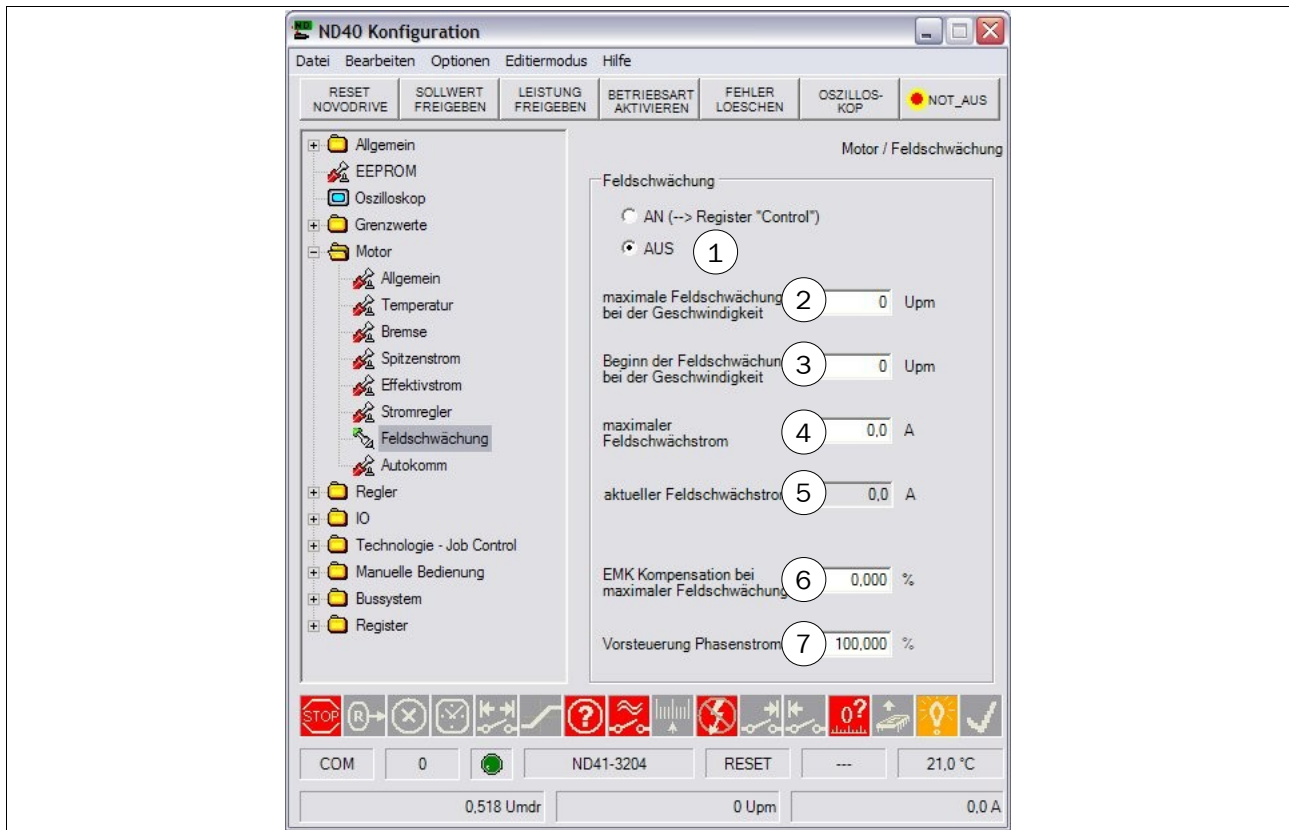 ND40 Konfiguration
Datei Bearbeiten Optionen Editiermodus Hilfe
RESET NOVODRIVE
SOLLWERT FREIGEBEN
LEISTUNG FREIGEBEN
BETRIEBSART AKTIVIEREN
FEHLER LOESCHEN
OSZILLOS- KOP
NOT_AUS
Allgemein
EEPROM
Oszilloskop
Grenzwerte
Motor
Allgemein
Temperatur
Bremse
Spitzenstrom
Effektivstrom
Stromregler
Feldschwächung
Autokomm
Regler
IO
Technologie - Job Control
Manuelle Bedienung
Bussystem
Register
Motor / Feldschwächung
Feldschwächung
AN (--> Register "Control")
AUS 1
maximale Feldschwächung
bei der Geschwindigkeit 2 0 Upm
Beginn der Feldschwächun
bei der Geschwindigkeit 3 0 Upm
maximaler
Feldschwächstrom 4 0,0 A
aktueller Feldschwächstro 5 0,0 A
EMK Kompensation bei
maximaler Feldschwächung 6 0,000 %
Vorsteuerung Phasenstrom 7 100,000 %
STOP R ? 0?
COM 0 ND41-3204 RESET --- 21,0 °C
0,518 Umdr 0 Upm 0,0 A